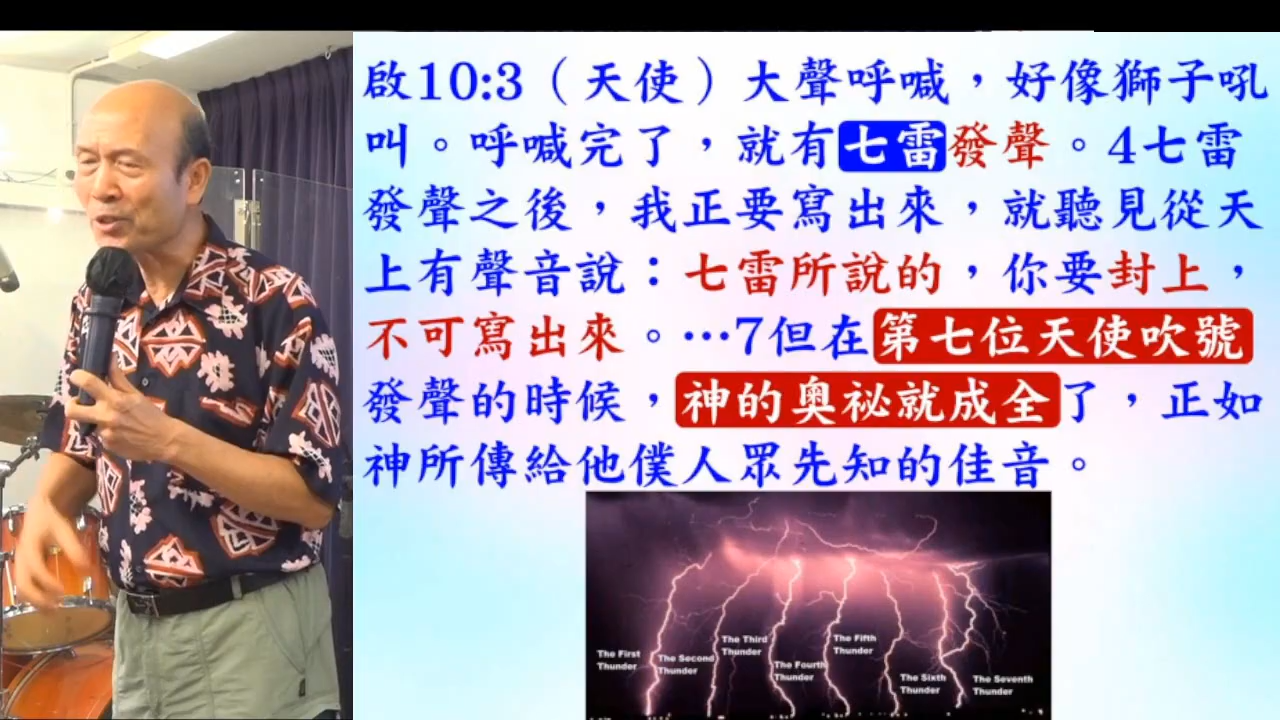 啟10:3（天使）大聲呼喊，好像獅子吼
叫。呼喊完了，就有七雷發聲。4七雷
發聲之後，我正要寫出來，就聽見從天
上有聲音說：七雷所說的，你要封上，
不可寫出來。…7但在第七位天使吹號
發聲的時候，神的奧祕就成全了，正如
神所傳給他僕人眾先知的佳音。
The First
Thunder
The Second
Thunder
The Third
Thunder
The Fourth
Thunder
The Fifth
Thunder
The Sixth
Thunder
The Seventh
Thunder